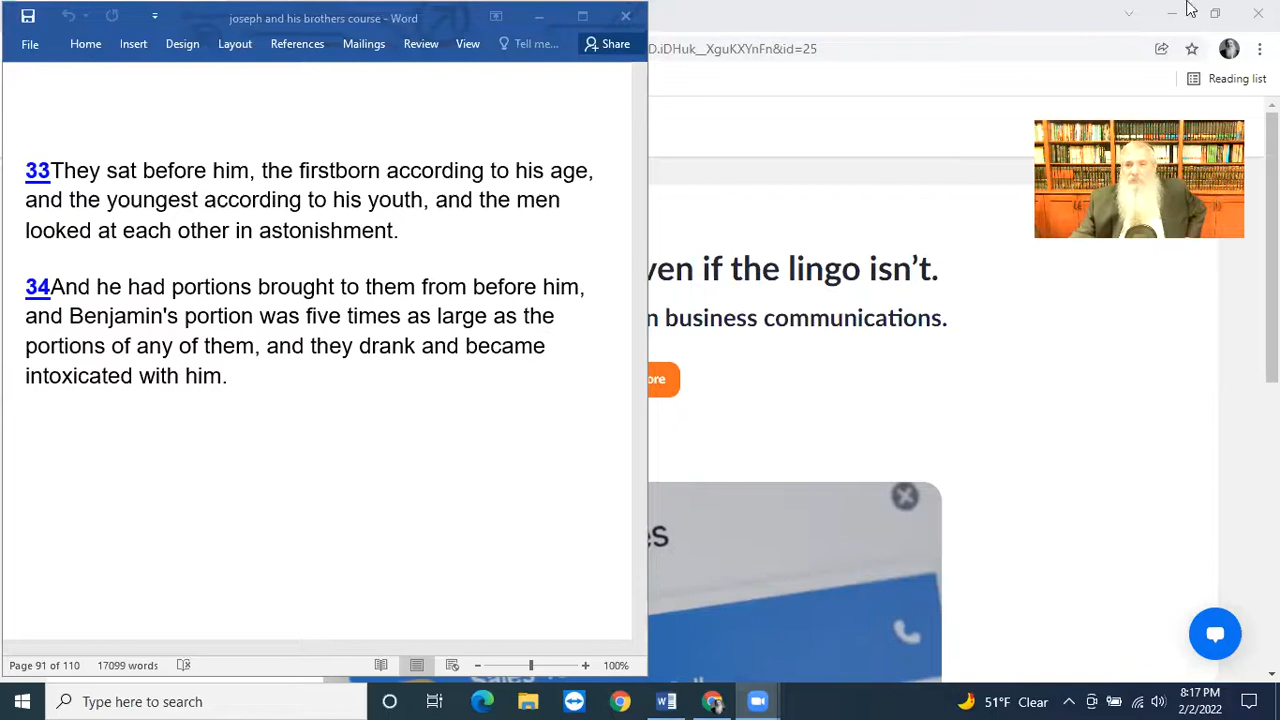 joseph and his brothers course - Word
File Home Insert Design Layout References Mailings Review View Tell me... Share
D.iDHuk__XguKXYnFn&id=25
Reading list
33They sat before him, the firstborn according to his age,
and the youngest according to his youth, and the men
looked at each other in astonishment.
34And he had portions brought to them from before him,
and Benjamin's portion was five times as large as the
portions of any of them, and they drank and became
intoxicated with him.
ven if the lingo isn't.
n business communications.
ore
es
Page 91 of 110 17099 words 100%
Type here to search
51°F Clear
8:17 PM
2/2/2022